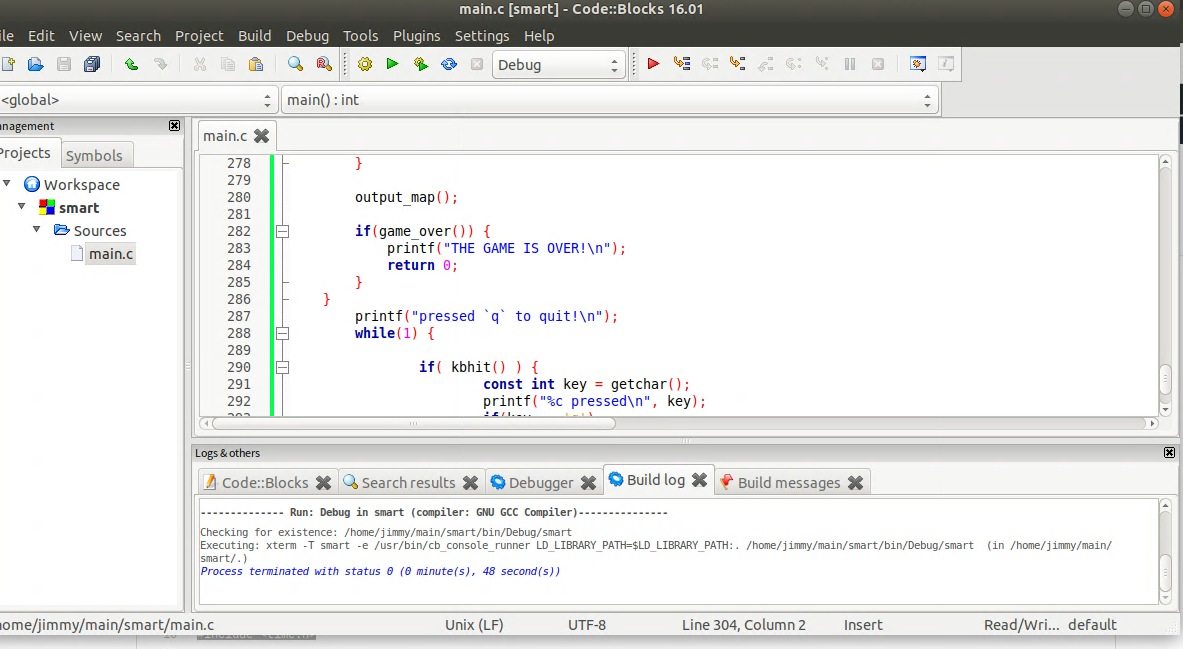 main.c [smart] - Code::Blocks 16.01
ile Edit View Search Project Build Debug Tools Plugins Settings Help
Debug
<global> main() : int
anagement
Projects Symbols
Workspace
smart
Sources
main.c
main.c
278 }
279
280 output_map();
281
282 if(game_over()) {
283 printf("THE GAME IS OVER!\n");
284 return 0;
285 }
286 }
287 printf("pressed `q` to quit!\n");
288 while(1) {
289
290 if( kbhit() ) {
291 const int key = getchar();
292 printf("%c pressed\n", key);
Logs & others
Code::Blocks Search results Debugger Build log Build messages
-------------- Run: Debug in smart (compiler: GNU GCC Compiler)---------------
Checking for existence: /home/jimmy/main/smart/bin/Debug/smart
Executing: xterm -T smart -e /usr/bin/cb_console_runner LD_LIBRARY_PATH=$LD_LIBRARY_PATH:. /home/jimmy/main/smart/bin/Debug/smart (in /home/jimmy/main/
smart/.)
Process terminated with status 0 (0 minute(s), 48 second(s))
home/jimmy/main/smart/main.c Unix (LF) UTF-8 Line 304, Column 2 Insert Read/Wri... default